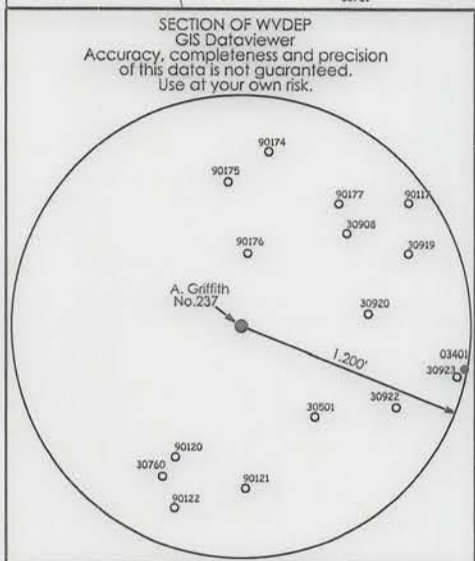 SECTION OF WVDEP
GIS Dataviewer
Accuracy, completeness and precision
of this data is not guaranteed.
Use at your own risk.
90174
90175
90177
90117
30908
90176
30919
A. Griffith
No.237
30920
1,200'
03401
30923
30922
30501
90120
30760
90121
90122